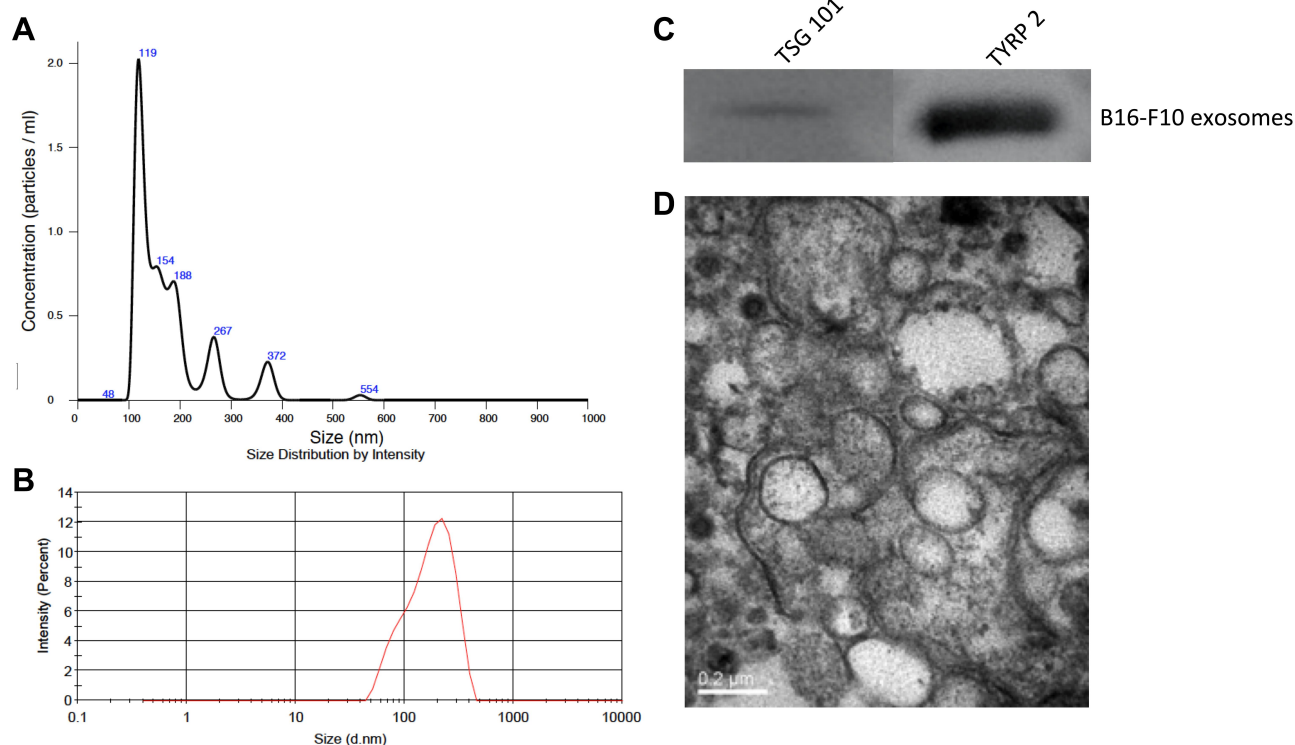 A
Concentration (particles / ml)
2.0
1.5
1.0
0.5
0
119
154
188
48
267
372
554
0 100 200 300 400 500 600 700 800 900 1000
Size (nm)
Size Distribution by Intensity
B
Intensity (Percent)
14
12
10
8
6
4
2
0
0.1 1 10 100 1000 10000
Size (d.nm)
C
TSG 101 TYRP 2
B16-F10 exosomes
D
0.2 µm